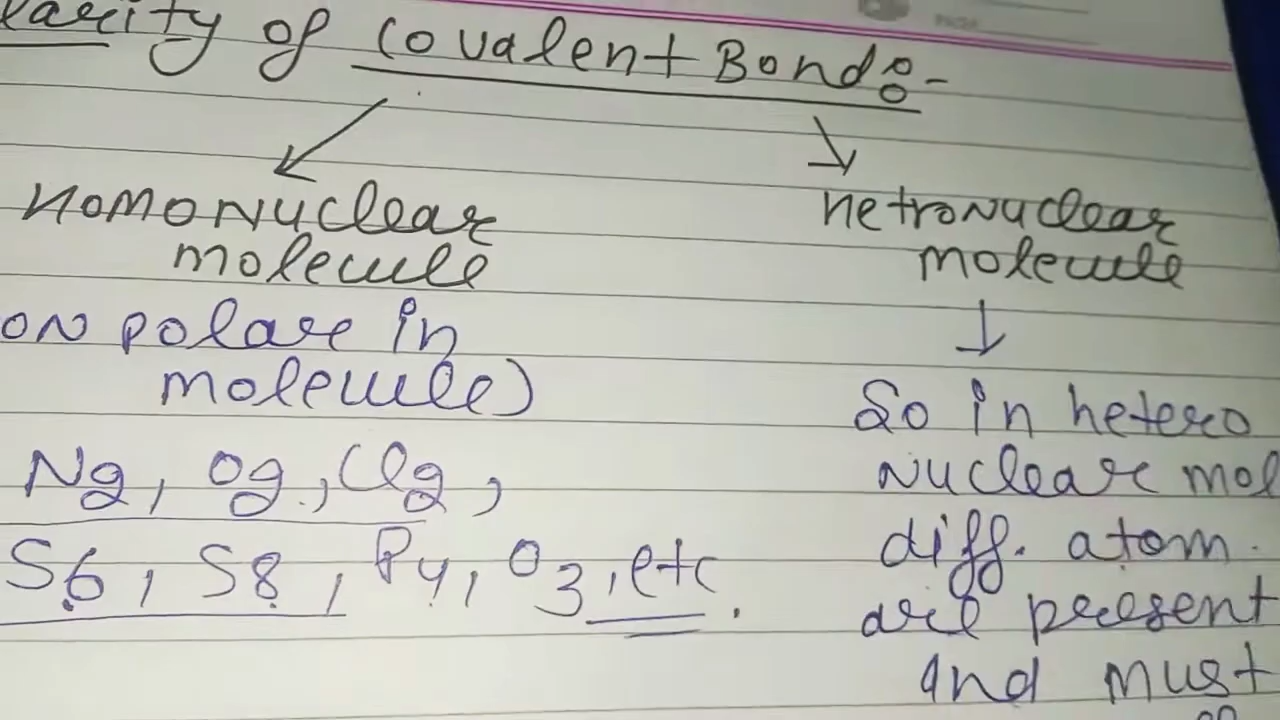 larity of Covalent Bond:-
Homonuclear
molecule
Hetronuclear
molecule
on polar in
molecule)
N2, O2, Cl2,
S6, S8, P4, O3, etc.
So in hetero
nuclear mol
diff. atom.
are present
and must